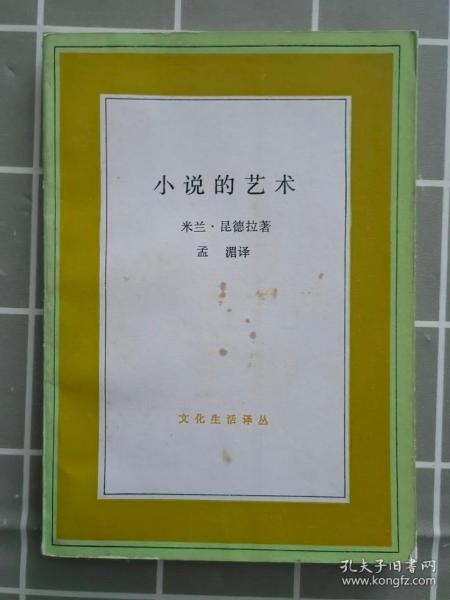 小说的艺术
米兰·昆德拉著
孟 湄译
文化生活译丛
孔夫子旧书网
www.kongfz.com